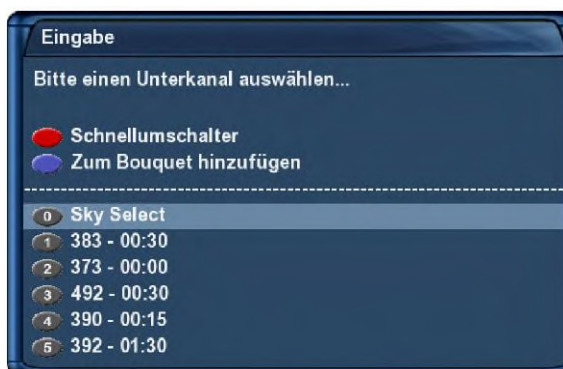 Eingabe
Bitte einen Unterkanal auswählen...
Schnellumschalter
Zum Bouquet hinzufügen
0 Sky Select
1 383 - 00:30
2 373 - 00:00
3 492 - 00:30
4 390 - 00:15
5 392 - 01:30